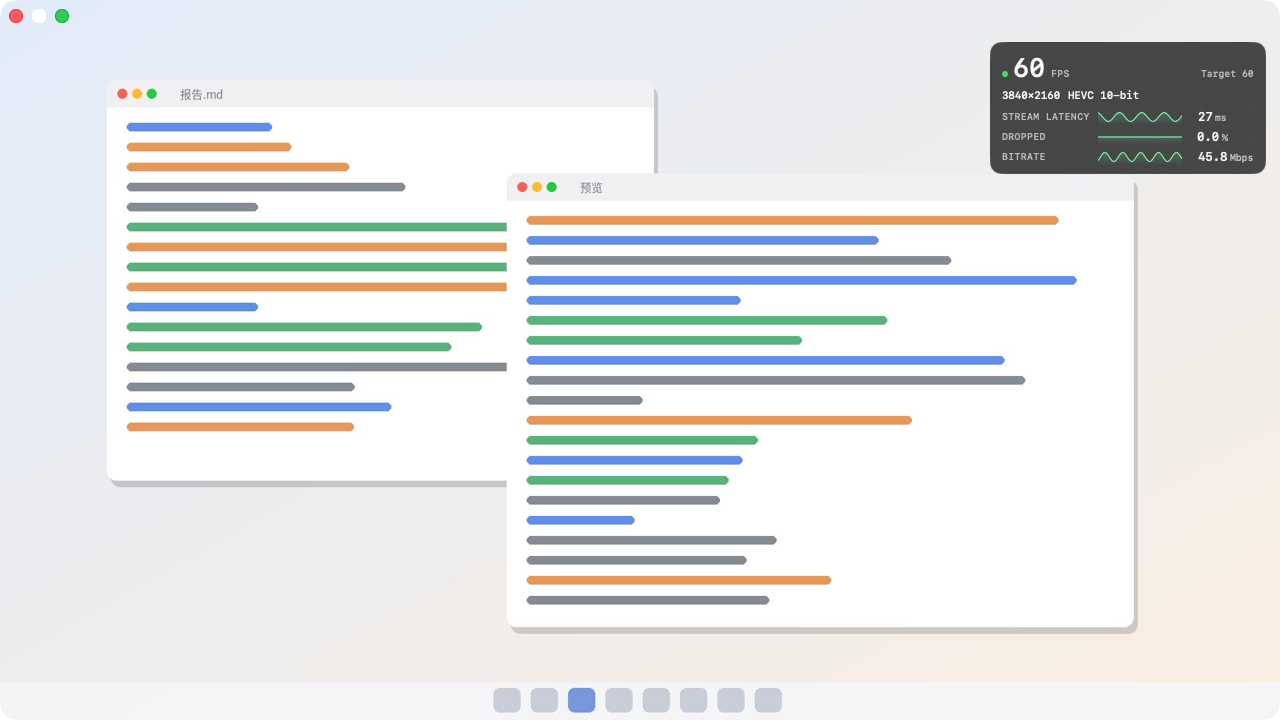 60 FPS Target 60
3840×2160 HEVC 10-bit
STREAM LATENCY 27 ms
DROPPED 0.0 %
BITRATE 45.8 Mbps
报告.md
预览